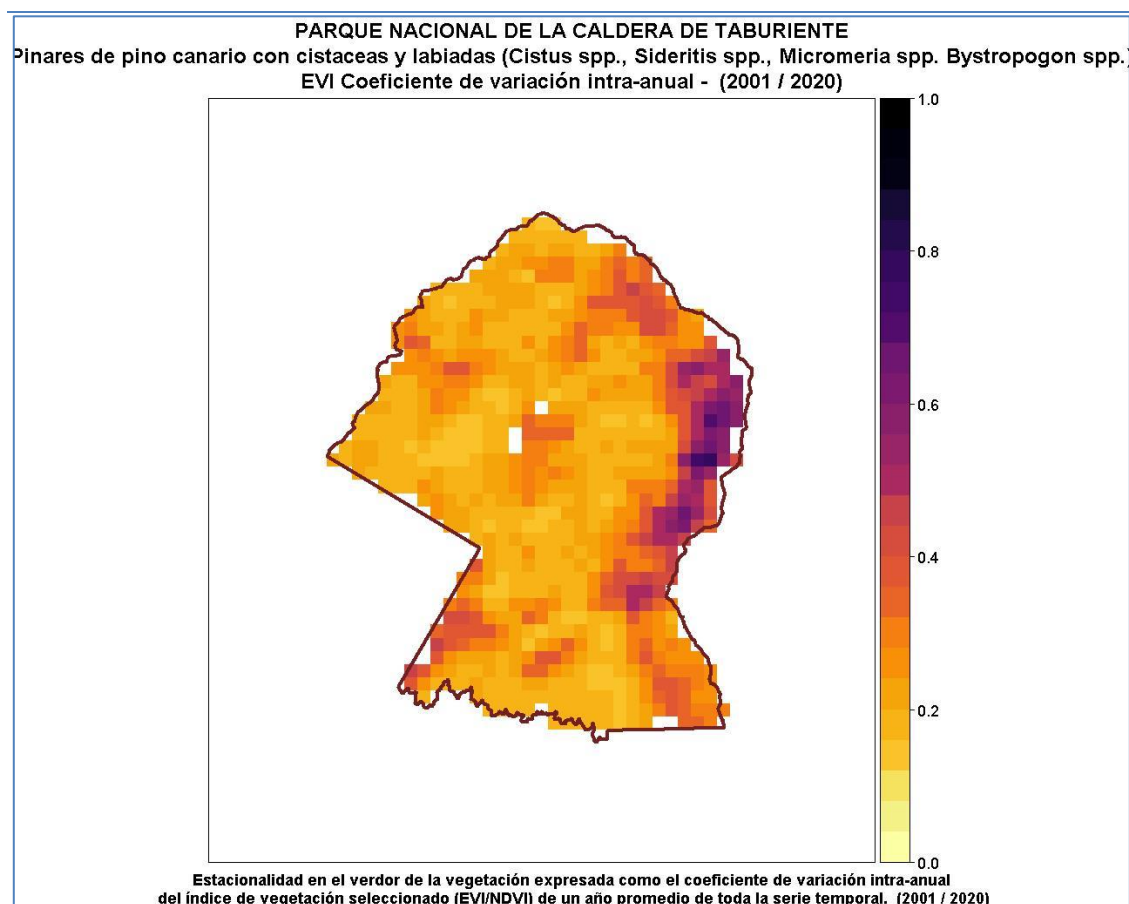 PARQUE NACIONAL DE LA CALDERA DE TABURIENTE
Pinares de pino canario con cistaceas y labiadas (Cistus spp., Sideritis spp., Micromeria spp. Bystropogon spp.)
EVI Coeficiente de variación intra-anual - (2001 / 2020)
1.0
0.8
0.6
0.4
0.2
0.0
Estacionalidad en el verdor de la vegetación expresada como el coeficiente de variación intra-anual
del índice de vegetación seleccionado (EVI/NDVI) de un año promedio de toda la serie temporal. (2001 / 2020)